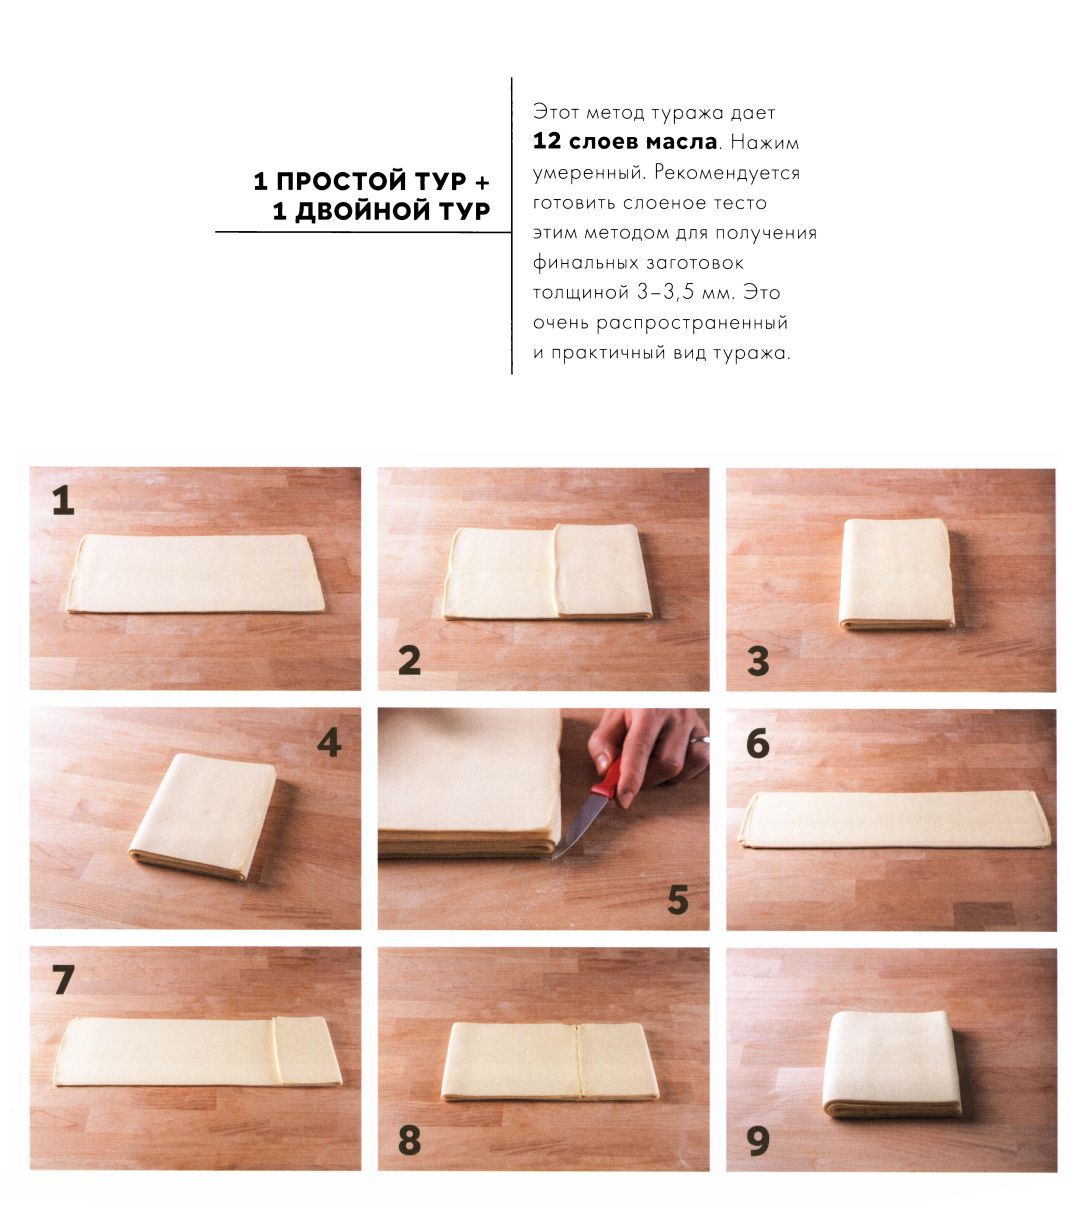 1 ПРОСТОЙ ТУР +
1 ДВОЙНОЙ ТУР
Этот метод туража дает
12 слоев масла. Нажим
умеренный. Рекомендуется
готовить слоеное тесто
этим методом для получения
финальных заготовок
толщиной 3–3,5 мм. Это
очень распространенный
и практичный вид туража.
1
2
3
4
5
6
7
8
9